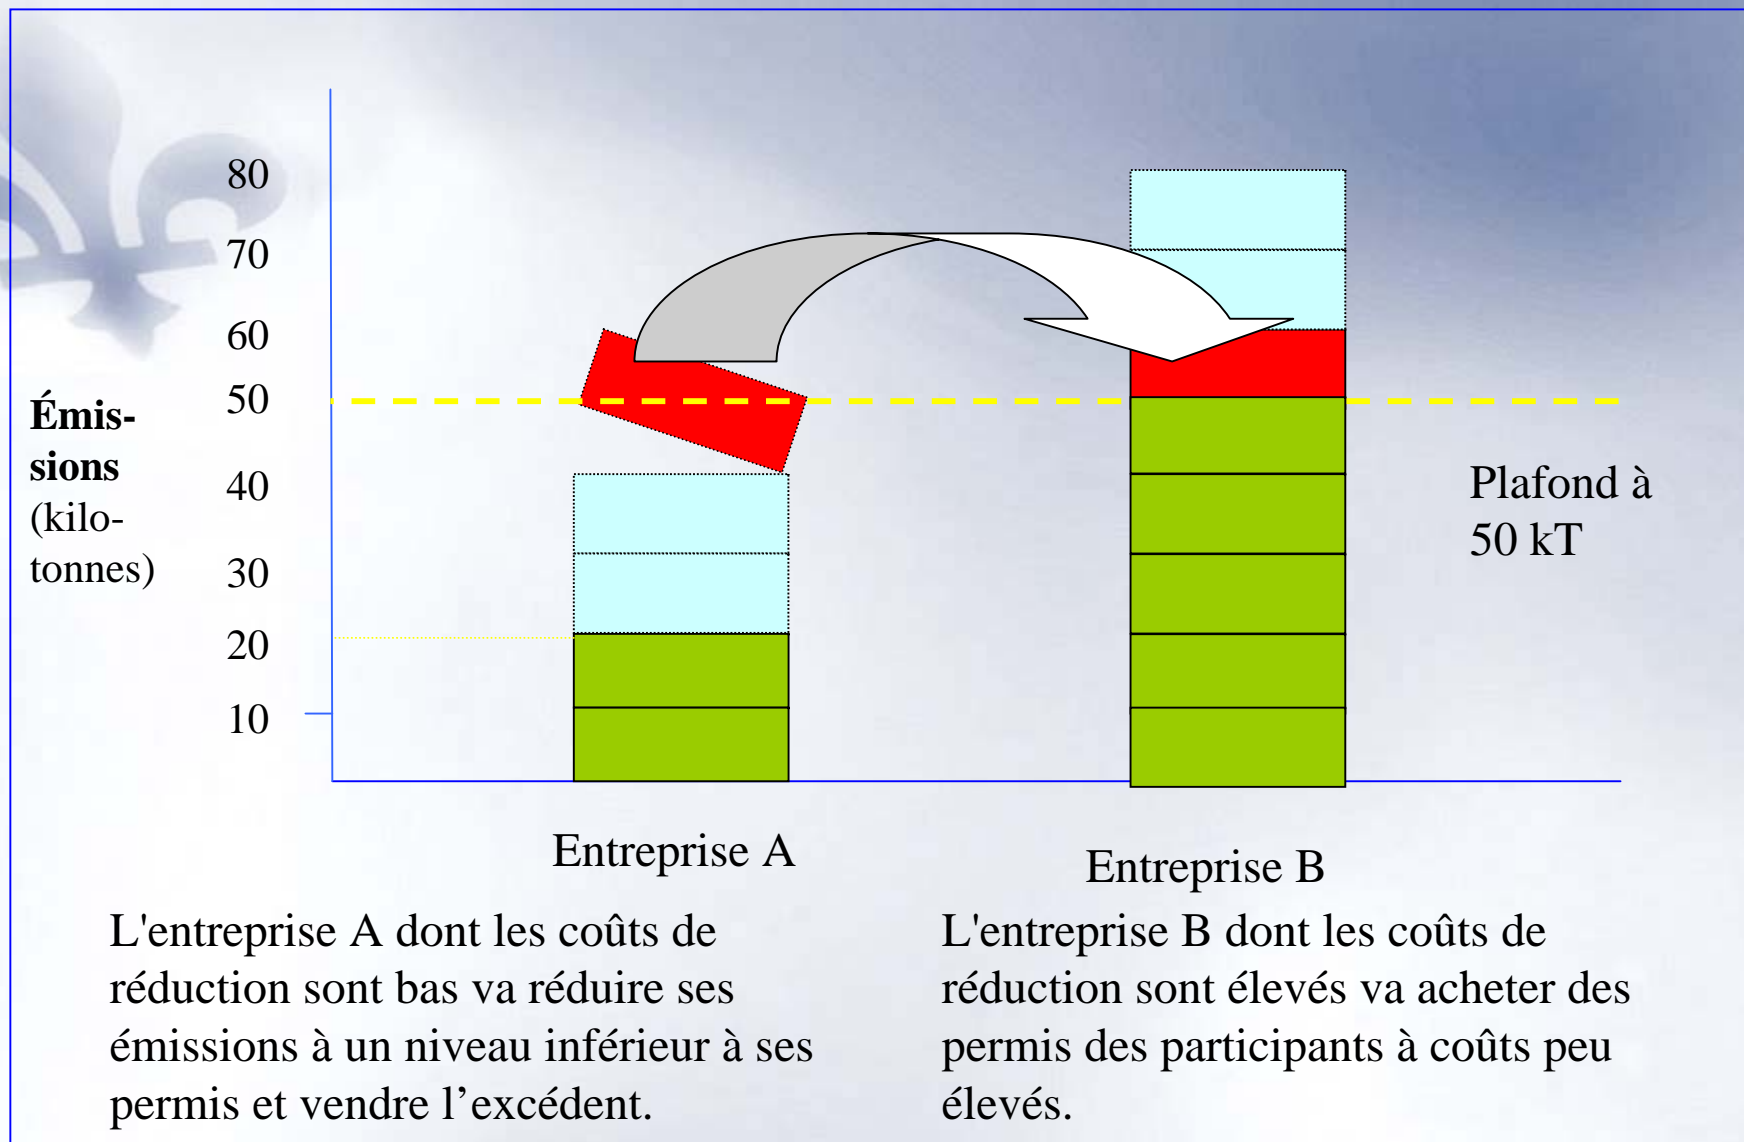 80
70
60
50
40
30
20
10
Émis-
sions
(kilo-
tonnes)
Plafond à
50 kT
Entreprise A
Entreprise B
L'entreprise A dont les coûts de
réduction sont bas va réduire ses
émissions à un niveau inférieur à ses
permis et vendre l’excédent.
L'entreprise B dont les coûts de
réduction sont élevés va acheter des
permis des participants à coûts peu
élevés.